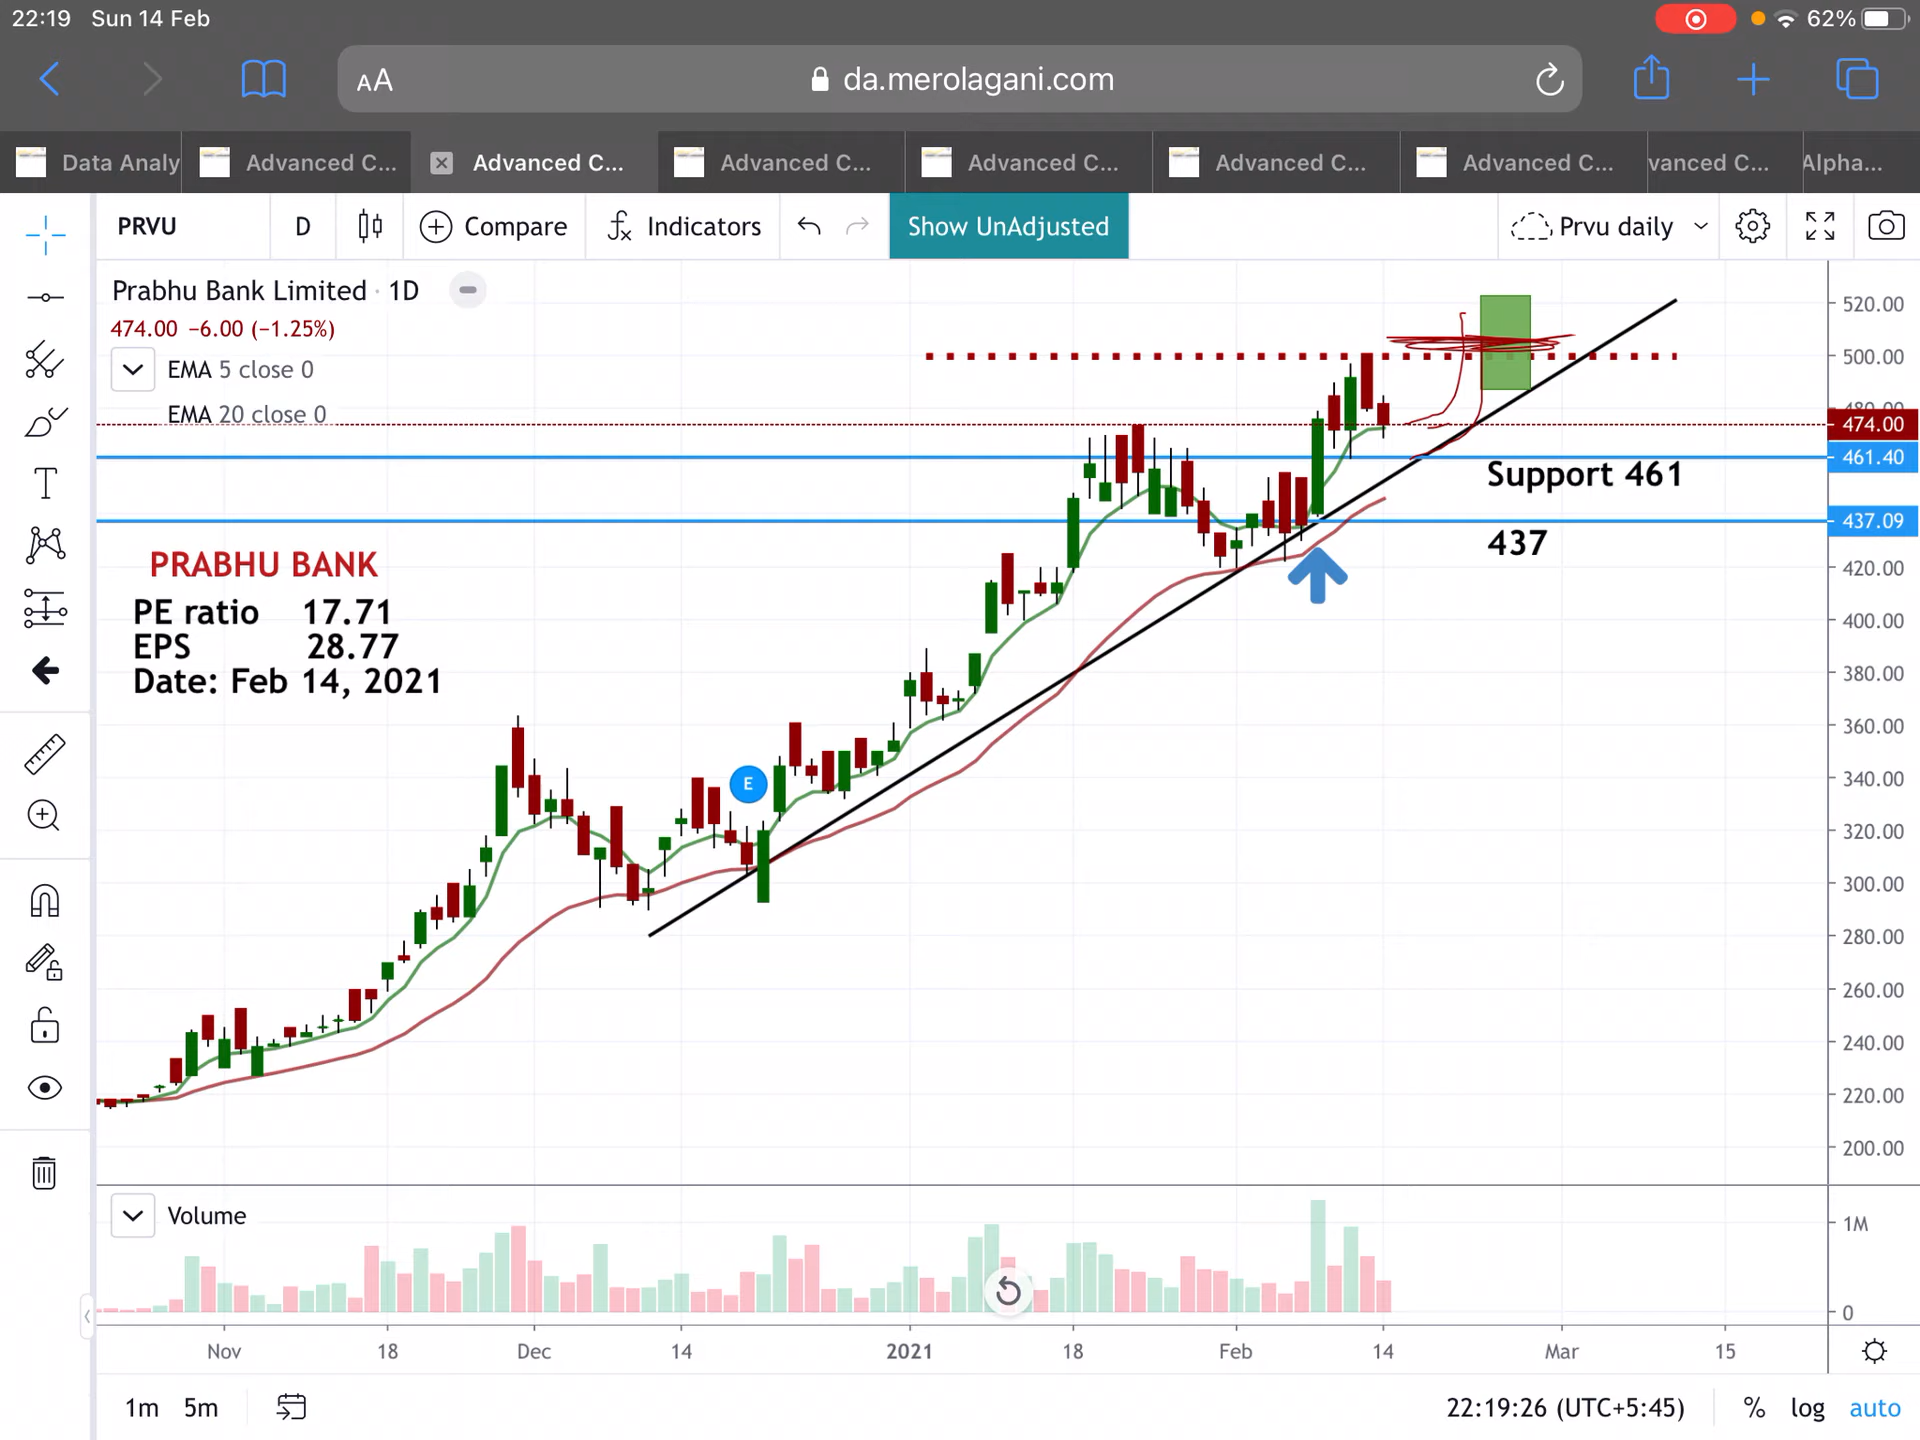 22:19 Sun 14 Feb
62%
AA
da.merolagani.com
Data Analy
Advanced C...
Advanced C...
Advanced C...
Advanced C...
Advanced C...
Advanced C...
vanced C...
Alpha...
PRVU
D
Compare
Indicators
Show UnAdjusted
Prvu daily
Prabhu Bank Limited · 1D
474.00 −6.00 (−1.25%)
EMA 5 close 0
EMA 20 close 0
520.00
500.00
480.00
474.00
461.40
437.09
420.00
400.00
380.00
360.00
340.00
320.00
300.00
280.00
260.00
240.00
220.00
200.00
Support 461
437
PRABHU BANK
PE ratio 17.71
EPS 28.77
Date: Feb 14, 2021
E
Volume
1M
0
Nov 18 Dec 14 2021 18 Feb 14 Mar 15
1m 5m
22:19:26 (UTC+5:45)
% log auto